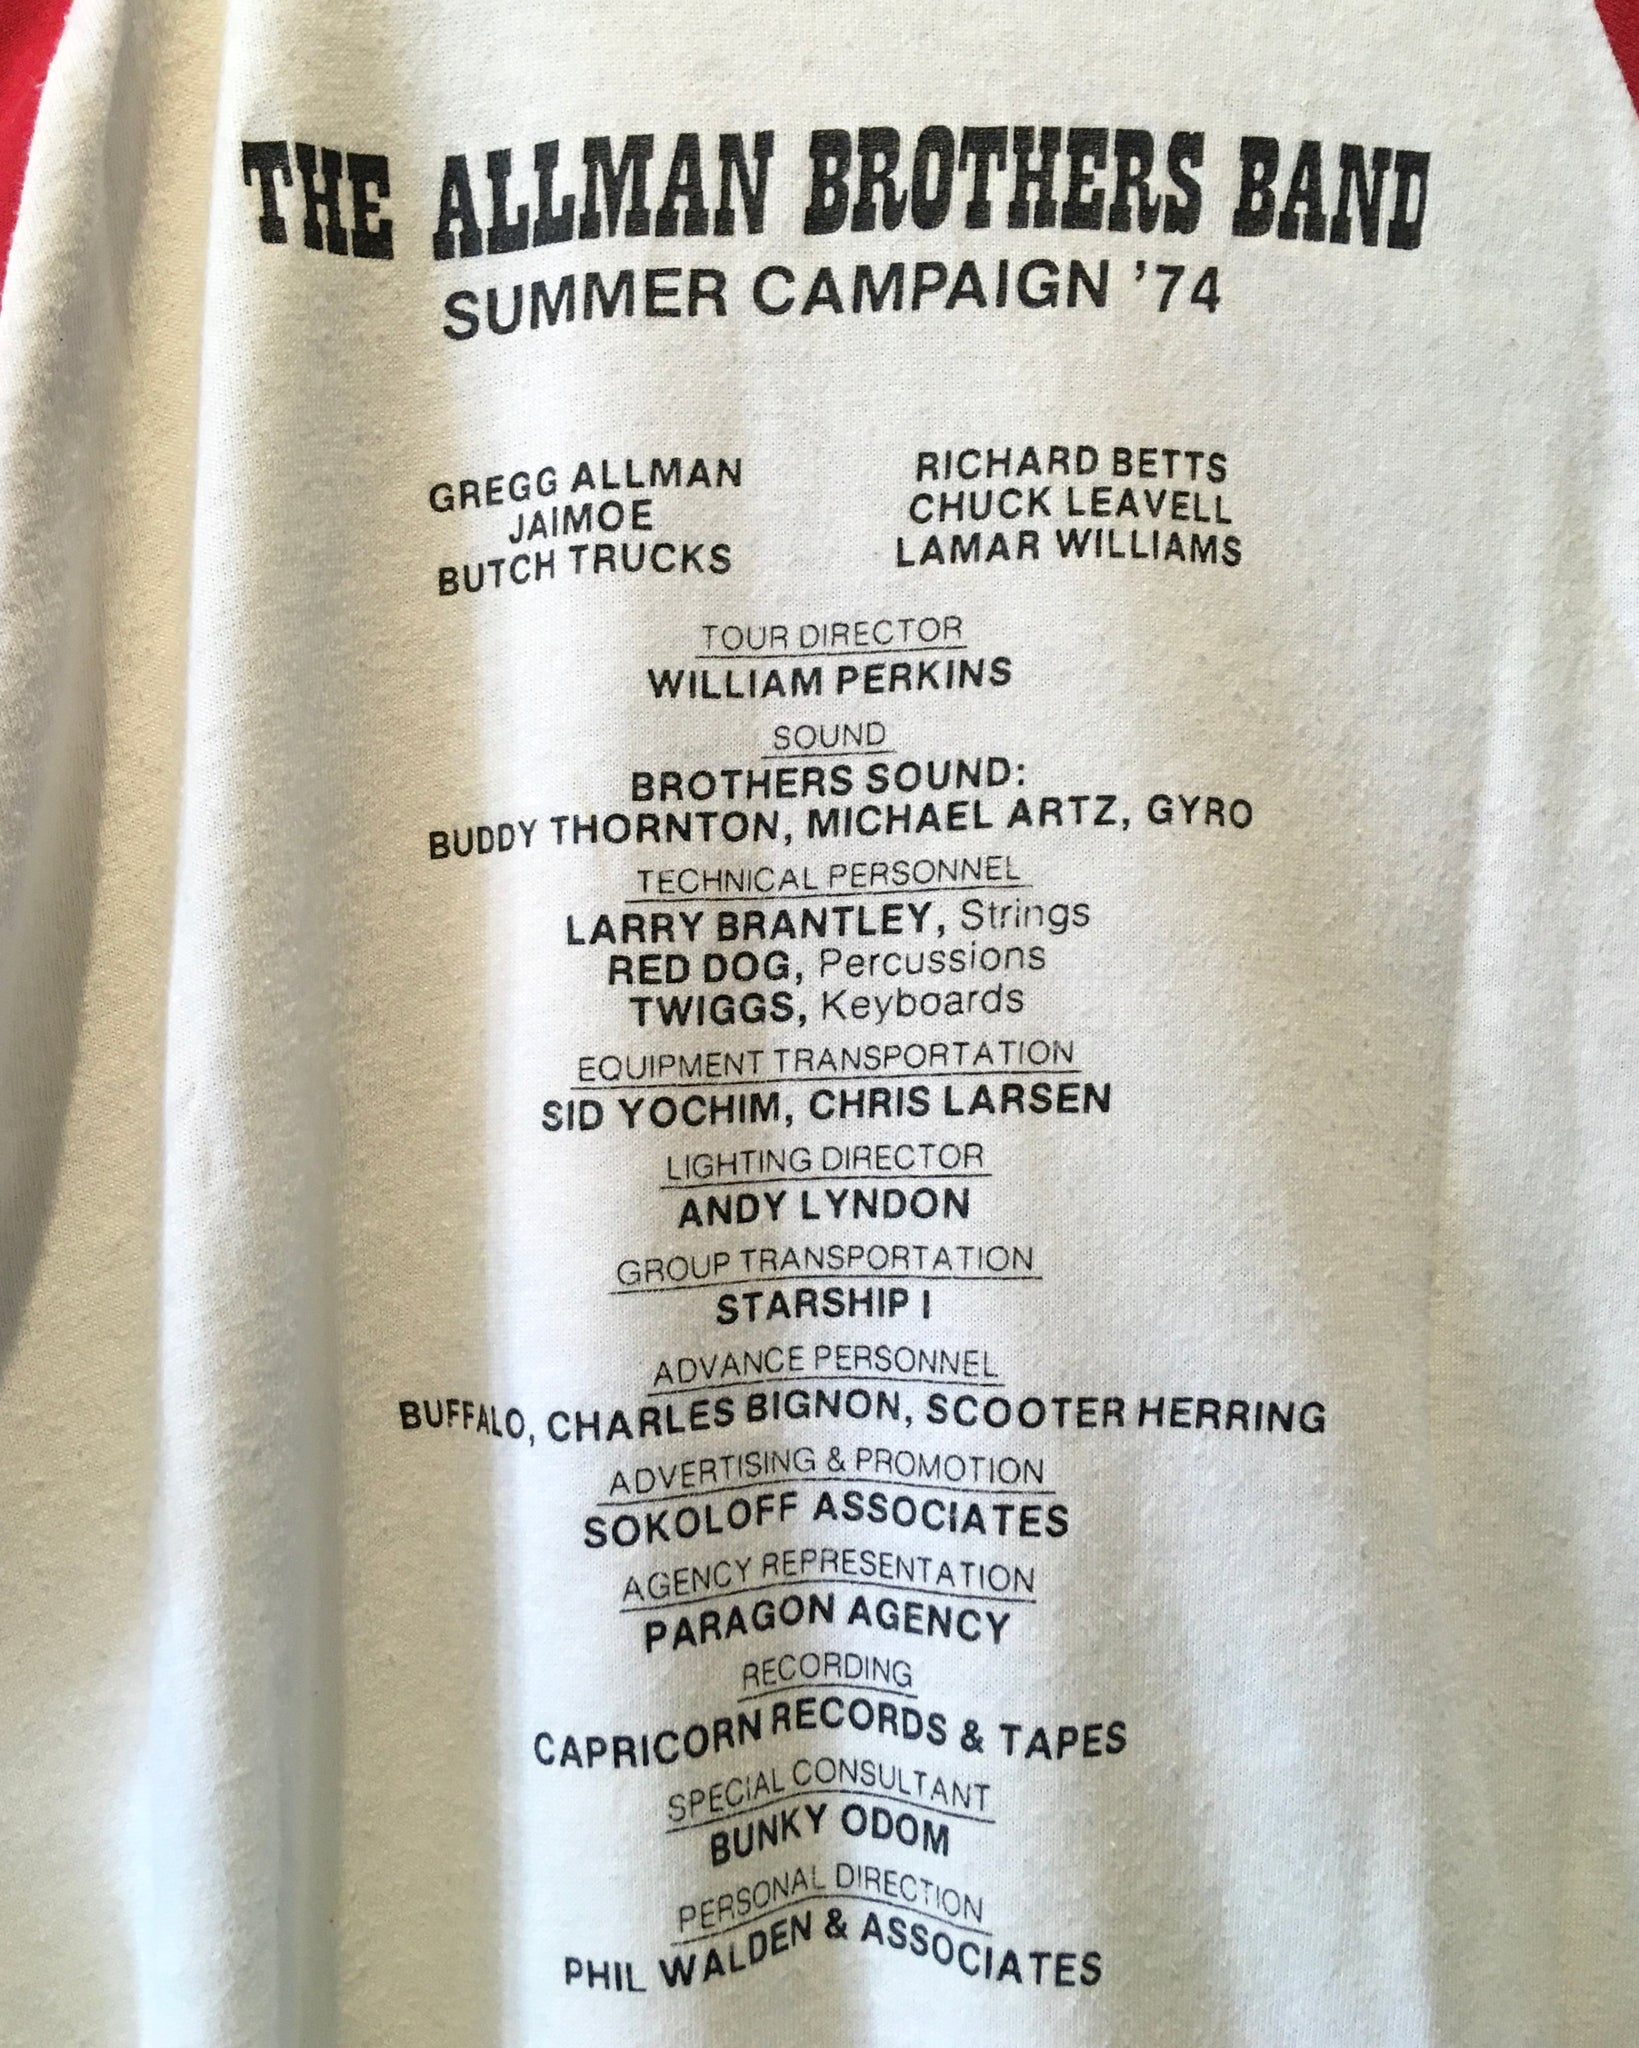 THE ALLMAN BROTHERS BAND
SUMMER CAMPAIGN '74
GREGG ALLMAN
JAIMOE
BUTCH TRUCKS
RICHARD BETTS
CHUCK LEAVELL
LAMAR WILLIAMS
TOUR DIRECTOR
WILLIAM PERKINS
SOUND
BROTHERS SOUND:
BUDDY THORNTON, MICHAEL ARTZ, GYRO
TECHNICAL PERSONNEL
LARRY BRANTLEY, Strings
RED DOG, Percussions
TWIGGS, Keyboards
EQUIPMENT TRANSPORTATION
SID YOCHIM, CHRIS LARSEN
LIGHTING DIRECTOR
ANDY LYNDON
GROUP TRANSPORTATION
STARSHIP I
ADVANCE PERSONNEL
BUFFALO, CHARLES BIGNON, SCOOTER HERRING
ADVERTISING & PROMOTION
SOKOLOFF ASSOCIATES
AGENCY REPRESENTATION
PARAGON AGENCY
RECORDING
CAPRICORN RECORDS & TAPES
SPECIAL CONSULTANT
BUNKY ODOM
PERSONAL DIRECTION
PHIL WALDEN & ASSOCIATES